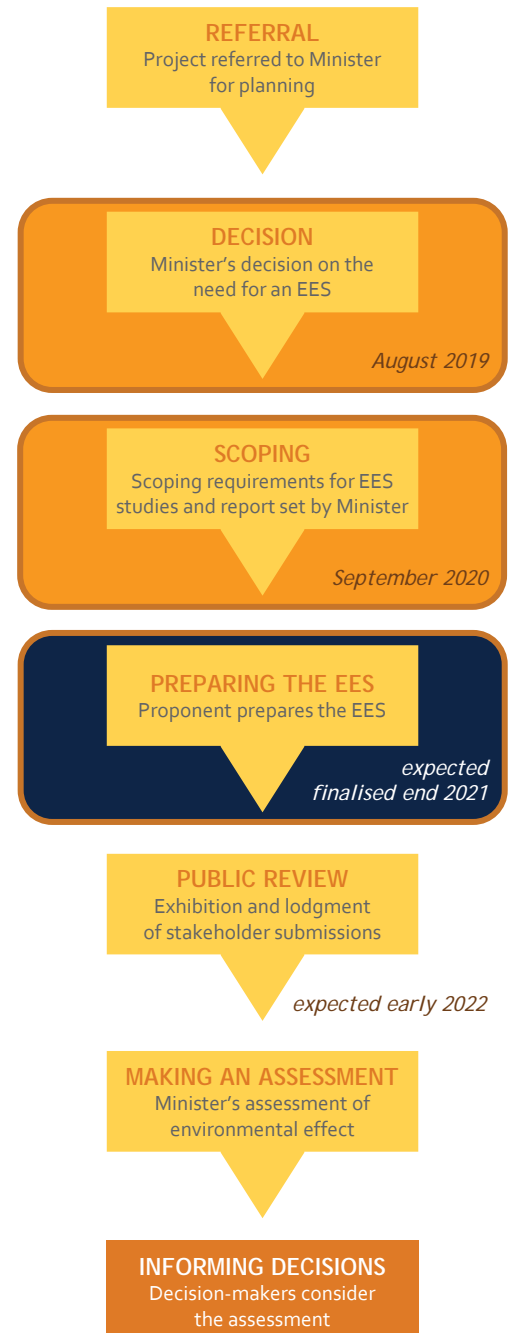 REFERRAL
Project referred to Minister
for planning
DECISION
Minister’s decision on the
need for an EES
August 2019
SCOPING
Scoping requirements for EES
studies and report set by Minister
September 2020
PREPARING THE EES
Proponent prepares the EES
expected
finalised end 2021
PUBLIC REVIEW
Exhibition and lodgment
of stakeholder submissions
expected early 2022
MAKING AN ASSESSMENT
Minister’s assessment of
environmental effect
INFORMING DECISIONS
Decision-makers consider
the assessment